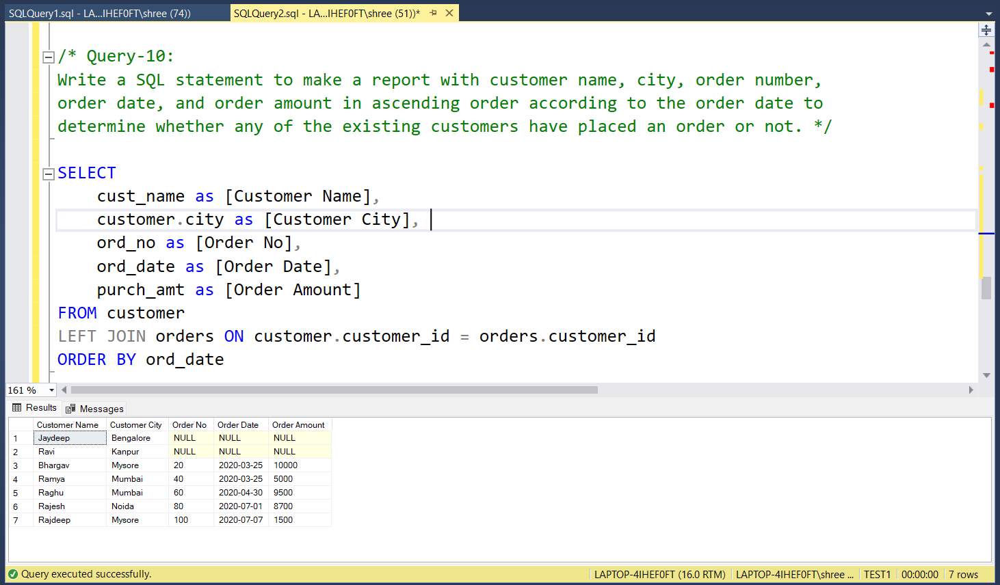 SQLQuery1.sql - LA...IHEF0FT\shree (74))
SQLQuery2.sql - LA...IHEF0FT\shree (51))*
/* Query-10:
Write a SQL statement to make a report with customer name, city, order number,
order date, and order amount in ascending order according to the order date to
determine whether any of the existing customers have placed an order or not. */
SELECT
cust_name as [Customer Name],
customer.city as [Customer City],
ord_no as [Order No],
ord_date as [Order Date],
purch_amt as [Order Amount]
FROM customer
LEFT JOIN orders ON customer.customer_id = orders.customer_id
ORDER BY ord_date
161 %
Results Messages
Customer Name Customer City Order No Order Date Order Amount
1 Jaydeep Bengalore NULL NULL NULL
2 Ravi Kanpur NULL NULL NULL
3 Bhargav Mysore 20 2020-03-25 10000
4 Ramya Mumbai 40 2020-03-25 5000
5 Raghu Mumbai 60 2020-04-30 9500
6 Rajesh Noida 80 2020-07-01 8700
7 Rajdeep Mysore 100 2020-07-07 1500
Query executed successfully. LAPTOP-4IHEF0FT (16.0 RTM) LAPTOP-4IHEF0FT\shree ... TEST1 00:00:00 7 rows